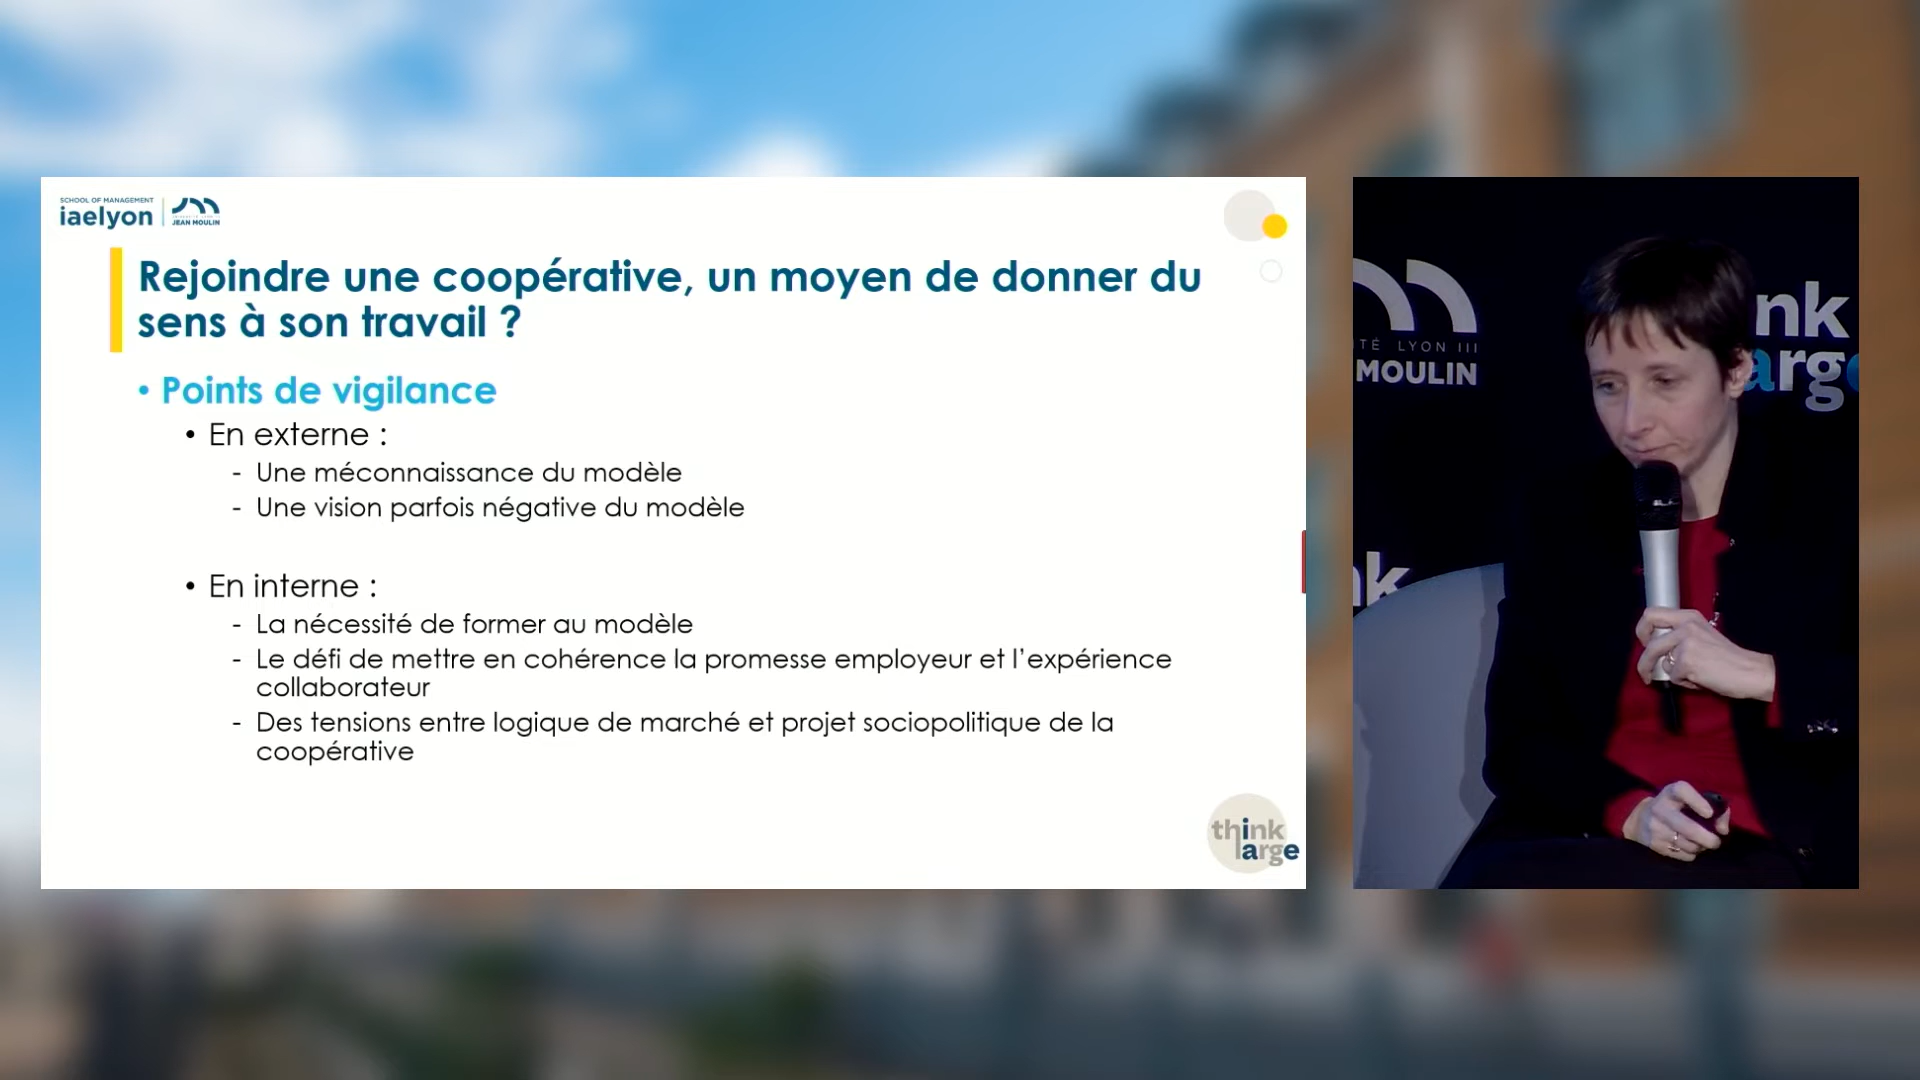 SCHOOL OF MANAGEMENT
iaelyon
JEAN MOULIN
Rejoindre une coopérative, un moyen de donner du
sens à son travail ?
• Points de vigilance
• En externe :
- Une méconnaissance du modèle
- Une vision parfois négative du modèle
• En interne :
- La nécessité de former au modèle
- Le défi de mettre en cohérence la promesse employeur et l'expérience
collaborateur
- Des tensions entre logique de marché et projet sociopolitique de la
coopérative
think
large
TÉ LYON III
MOULIN
nk
arge
nk